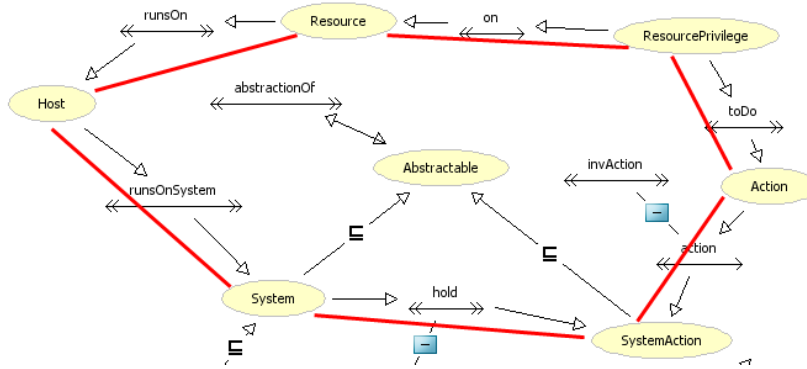 runsOn
Resource
on
ResourcePrivilege
Host
abstractionOf
toDo
Abstractable
invAction
Action
runsOnSystem
⊑
⊑
action
System
hold
SystemAction
⊑